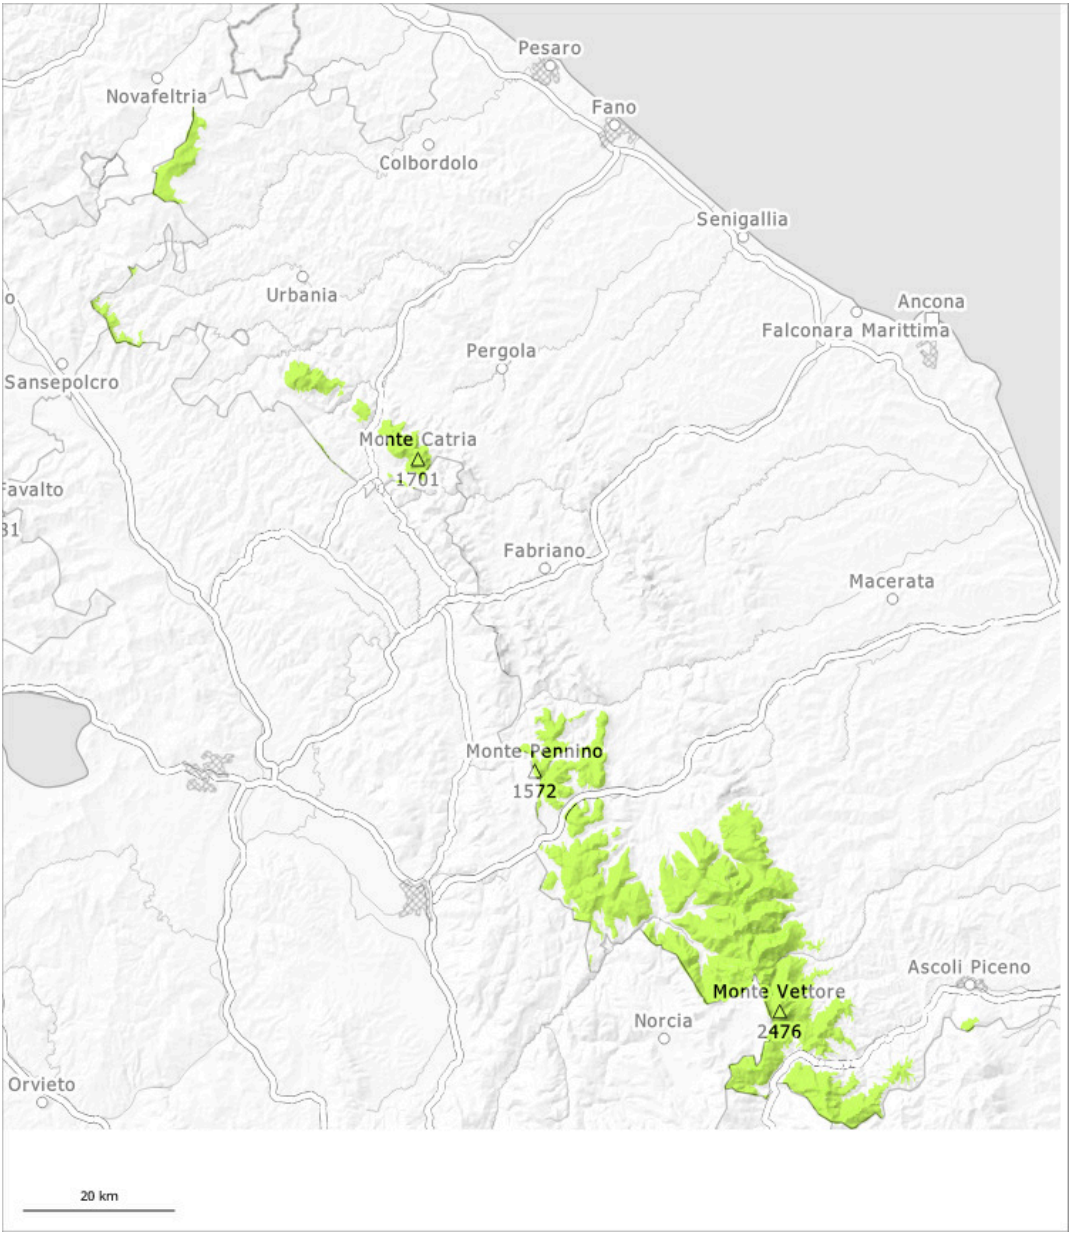 Pesaro
Novafeltria
Fano
Colbordolo
Senigallia
Urbania
o
Ancona
Falconara Marittima
Pergola
Sansepolcro
Monte Catria
1701
Favalto
31
Fabriano
Macerata
Monte Pennino
1572
Ascoli Piceno
Monte Vettore
2476
Norcia
Orvieto
20 km